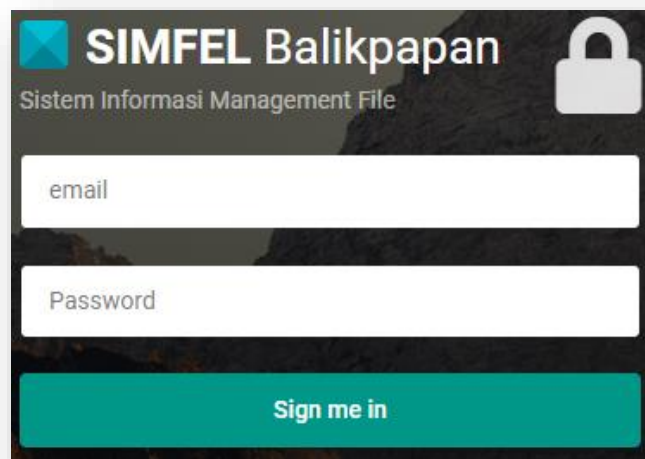 SIMFEL Balikpapan
Sistem Informasi Management File
email
Password
Sign me in